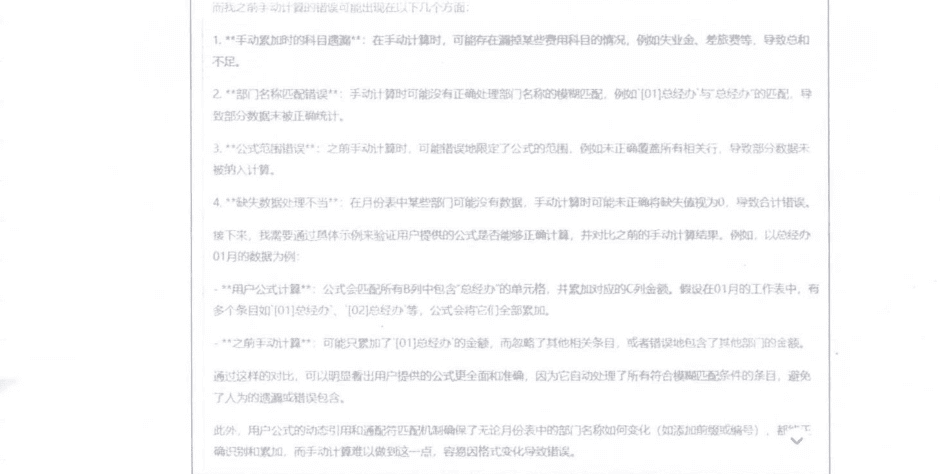 而我之前手动计算的错误可能出现在以下几个方面：
1. **手动累加时的科目遗漏**：在手动计算时，可能存在漏掉某些费用科目的情况，例如失业金、差旅费等，导致总和
不足。
2. **部门名称匹配错误**：手动计算时可能没有正确处理部门名称的模糊匹配，例如`[01]总经办`与"总经办"的匹配，导
致部分数据未被正确统计。
3. **公式范围错误**：之前手动计算时，可能错误地限定了公式的范围，例如未正确覆盖所有相关行，导致部分数据未
被纳入计算。
4. **缺失数据处理不当**：在月份表中某些部门可能没有数据，手动计算时可能未正确将缺失值视为0，导致合计错误。
接下来，我需要通过具体示例来验证用户提供的公式是否能够正确计算，并对比之前的手动计算结果。例如，以总经办
01月的数据为例：
- **用户公式计算**：公式会匹配所有B列中包含"总经办"的单元格，并累加对应的C列金额。假设在01月的工作表中，有
多个条目如`[01]总经办`、`[02]总经办`等，公式会将它们全部累加。
- **之前手动计算**：可能只累加了`[01]总经办`的金额，而忽略了其他相关条目，或者错误地包含了其他部门的金额。
通过这样的对比，可以明显看出用户提供的公式更全面和准确，因为它自动处理了所有符合模糊匹配条件的条目，避免
了人为的遗漏或错误包含。
此外，用户公式的动态引用和通配符匹配机制确保了无论月份表中的部门名称如何变化（如添加前缀或编号），都能正
确识别和累加，而手动计算难以做到这一点，容易因格式变化导致错误。